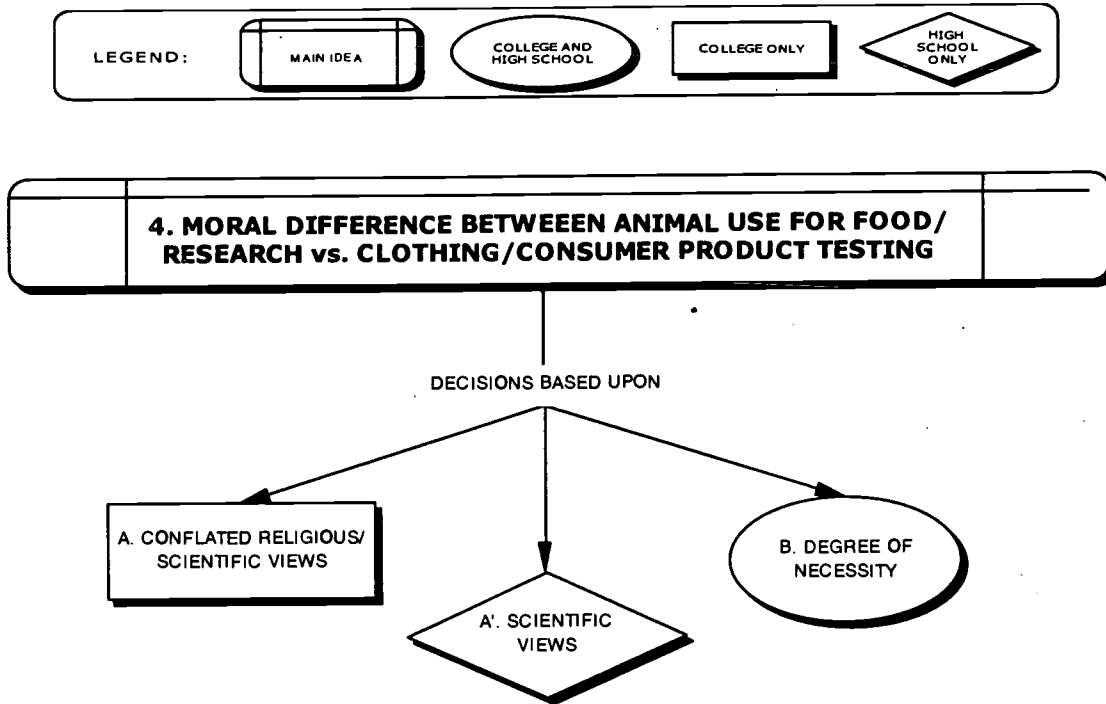 LEGEND:
MAIN IDEA
COLLEGE AND
HIGH SCHOOL
COLLEGE ONLY
HIGH
SCHOOL
ONLY
4. MORAL DIFFERENCE BETWEEEN ANIMAL USE FOR FOOD/
RESEARCH vs. CLOTHING/CONSUMER PRODUCT TESTING
DECISIONS BASED UPON
A. CONFLATED RELIGIOUS/
SCIENTIFIC VIEWS
A'. SCIENTIFIC
VIEWS
B. DEGREE OF
NECESSITY